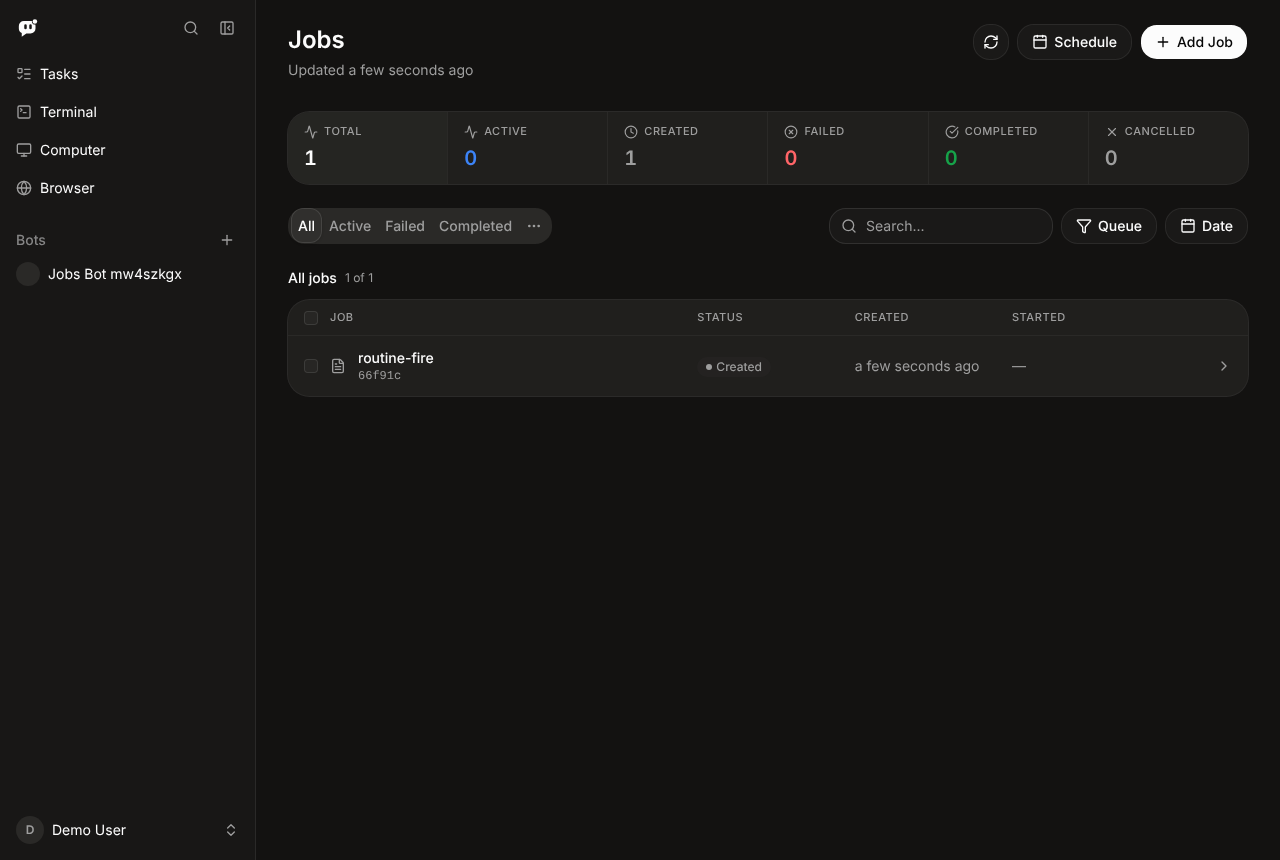 Tasks
Terminal
Computer
Browser
Bots
Jobs Bot mw4szkgx
D Demo User
Jobs
Updated a few seconds ago
Schedule
Add Job
TOTAL
1
ACTIVE
0
CREATED
1
FAILED
0
COMPLETED
0
CANCELLED
0
All Active Failed Completed
Search...
Queue
Date
All jobs 1 of 1
JOB STATUS CREATED STARTED
routine-fire
66f91c
Created
a few seconds ago
—